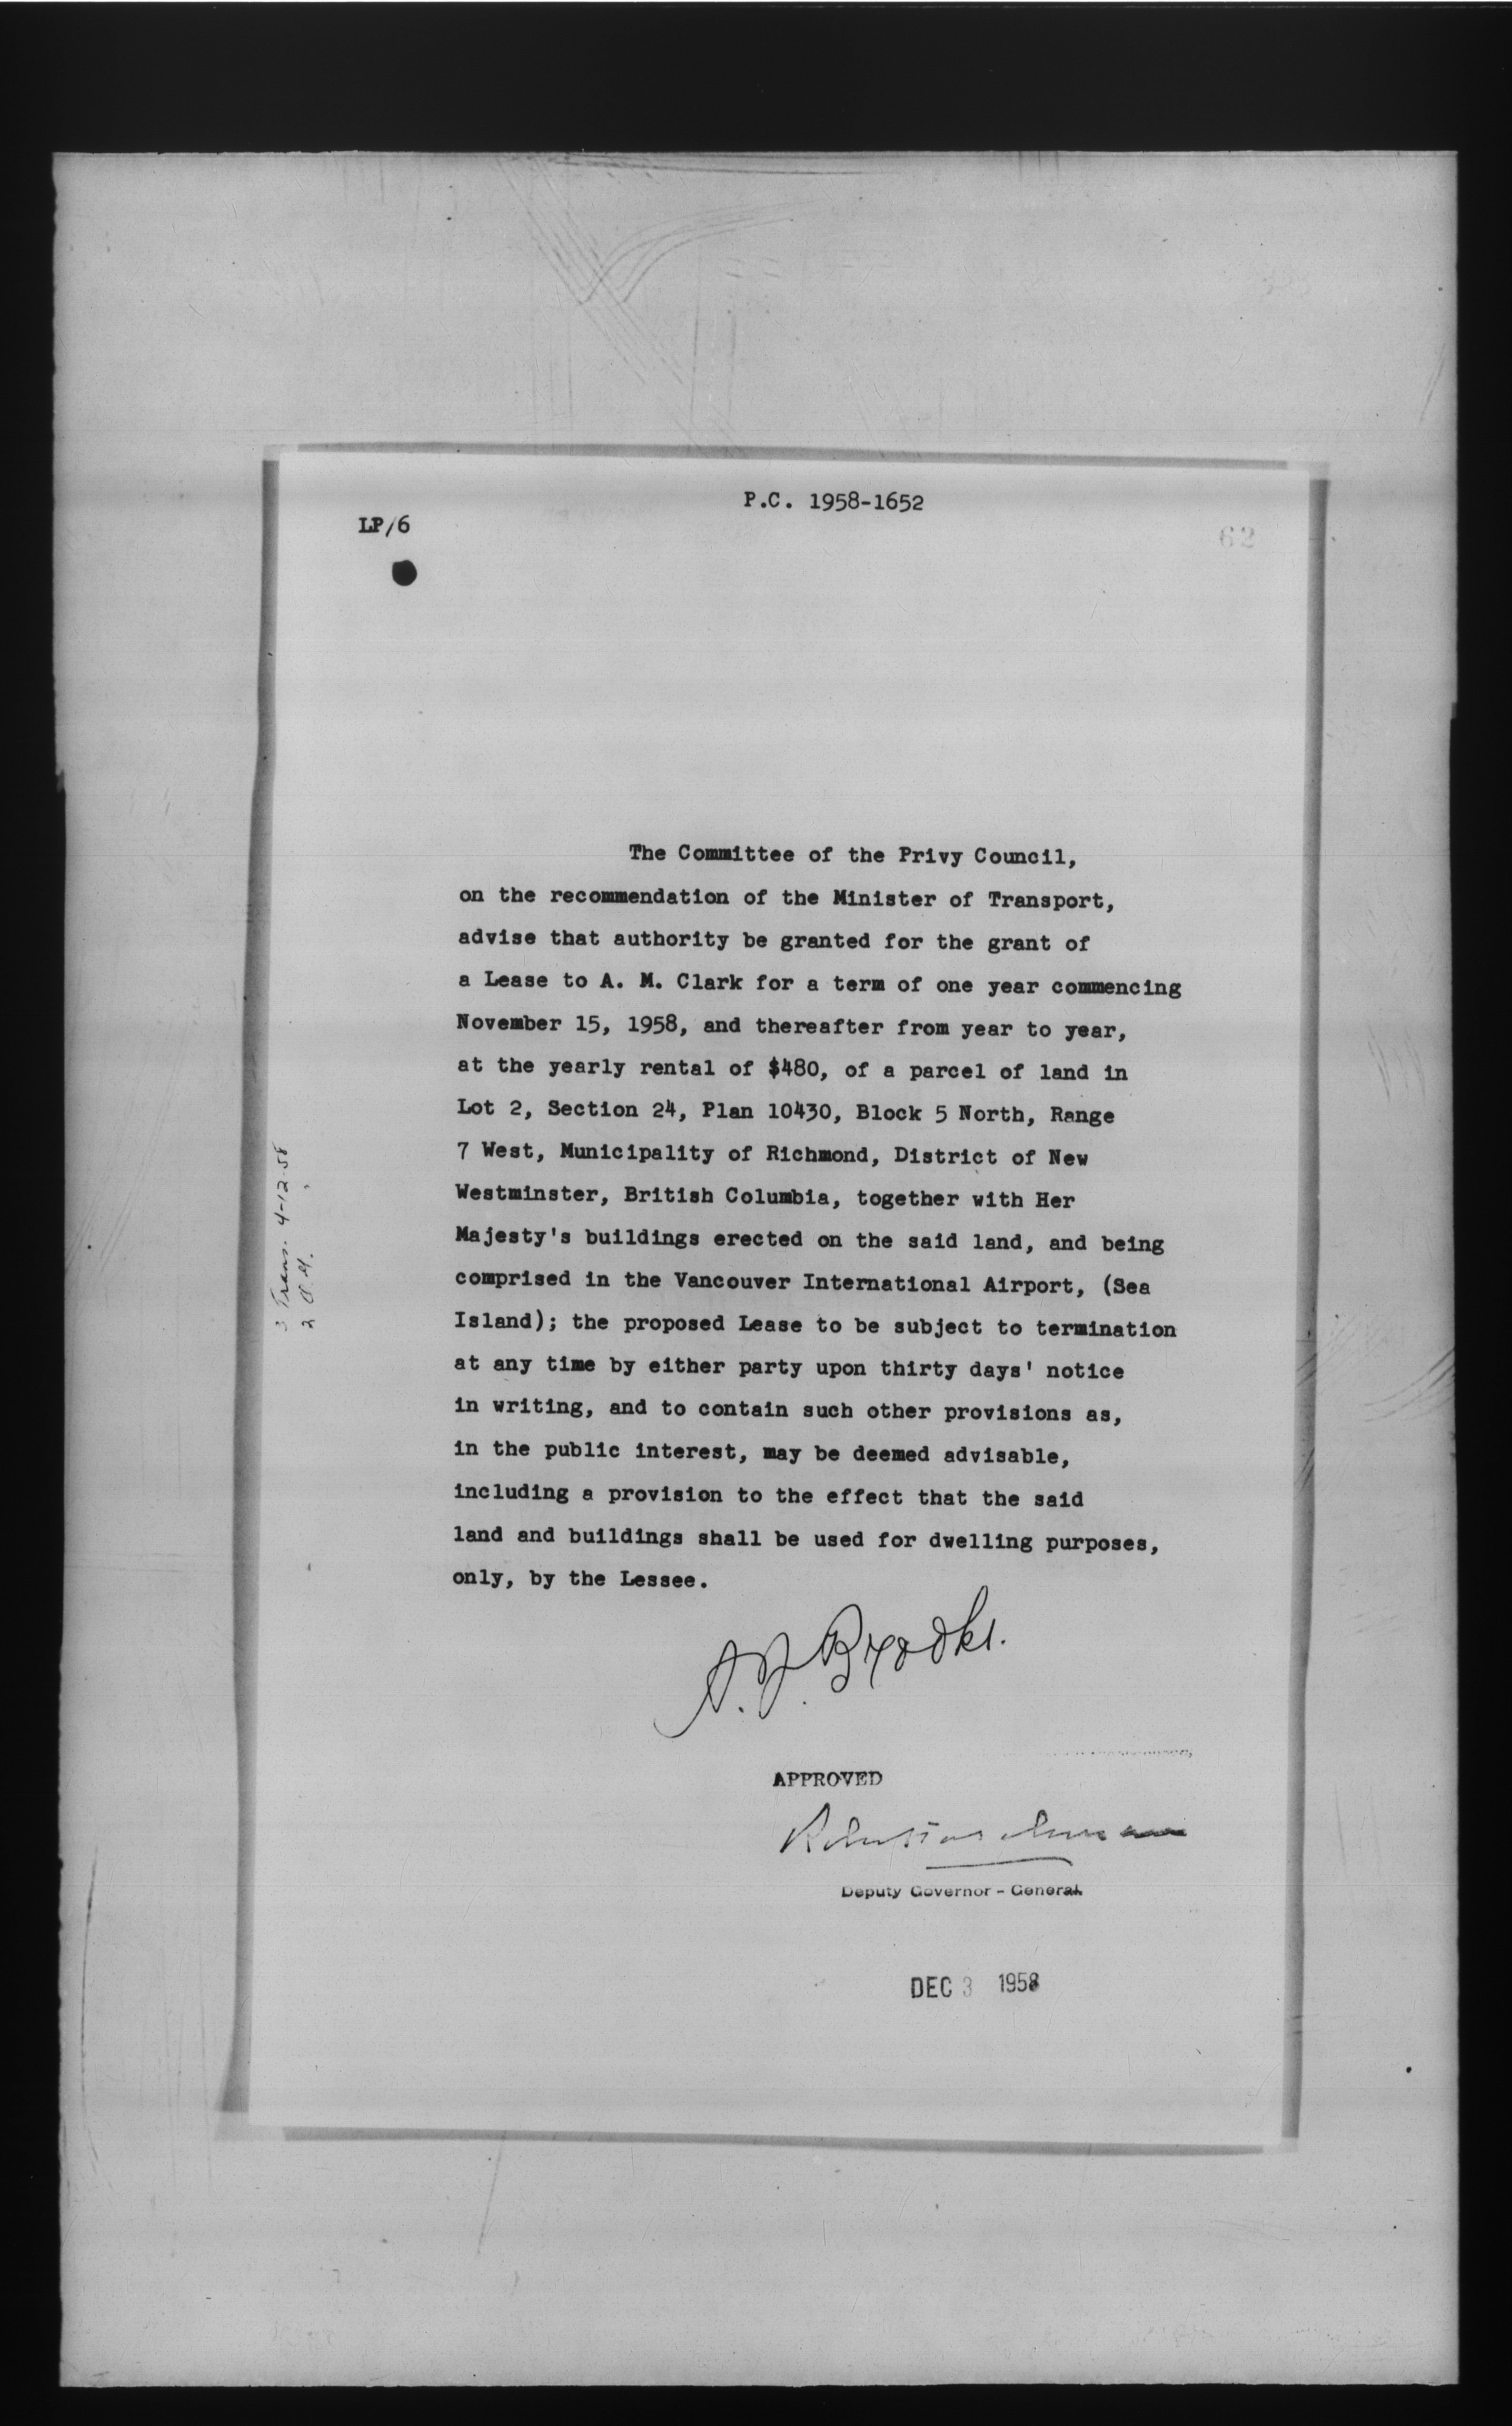 P.C. 1958-1652
LP/6
62
The Committee of the Privy Council,
on the recommendation of the Minister of Transport,
advise that authority be granted for the grant of
a Lease to A. M. Clark for a term of one year commencing
November 15, 1958, and thereafter from year to year,
at the yearly rental of $480, of a parcel of land in
Lot 2, Section 24, Plan 10430, Block 5 North, Range
7 West, Municipality of Richmond, District of New
Westminster, British Columbia, together with Her
Majesty's buildings erected on the said land, and being
comprised in the Vancouver International Airport, (Sea
Island); the proposed Lease to be subject to termination
at any time by either party upon thirty days' notice
in writing, and to contain such other provisions as,
in the public interest, may be deemed advisable,
including a provision to the effect that the said
land and buildings shall be used for dwelling purposes,
only, by the Lessee.
3 Trans. 4-12-58
2
A. J. Brooks.
APPROVED
Deputy Governor - General
DEC 3 1958